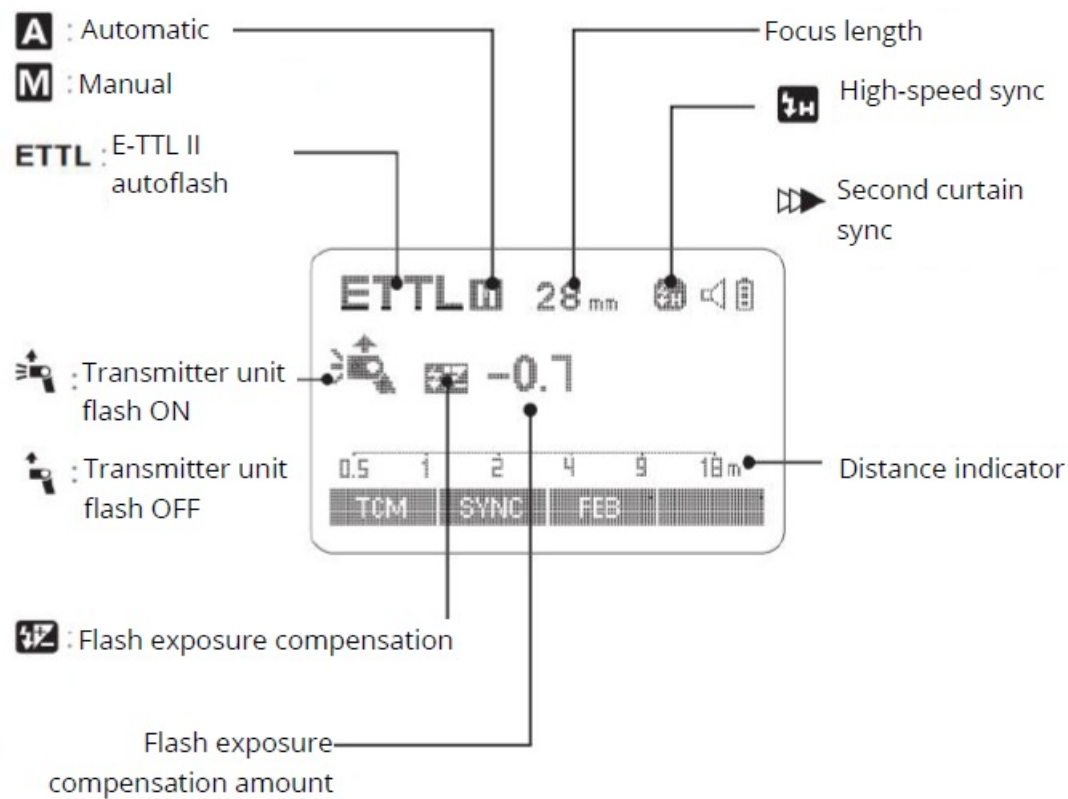 A : Automatic
M : Manual
ETTL : E-TTL II
autoflash
Focus length
High-speed sync
Second curtain
sync
ETTL 28 mm
-0.7
0.5 1 2 4 9 18 m
TCM SYNC FEB
Transmitter unit
flash ON
Transmitter unit
flash OFF
Distance indicator
: Flash exposure compensation
Flash exposure
compensation amount